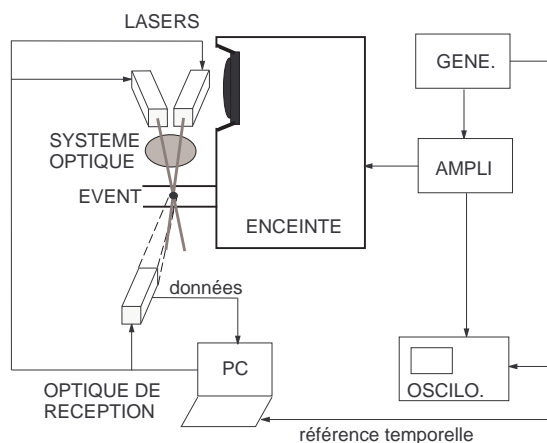 LASERS
GENE.
SYSTEME
OPTIQUE
AMPLI
EVENT
ENCEINTE
données
PC
OPTIQUE DE
RECEPTION
OSCILO.
référence temporelle